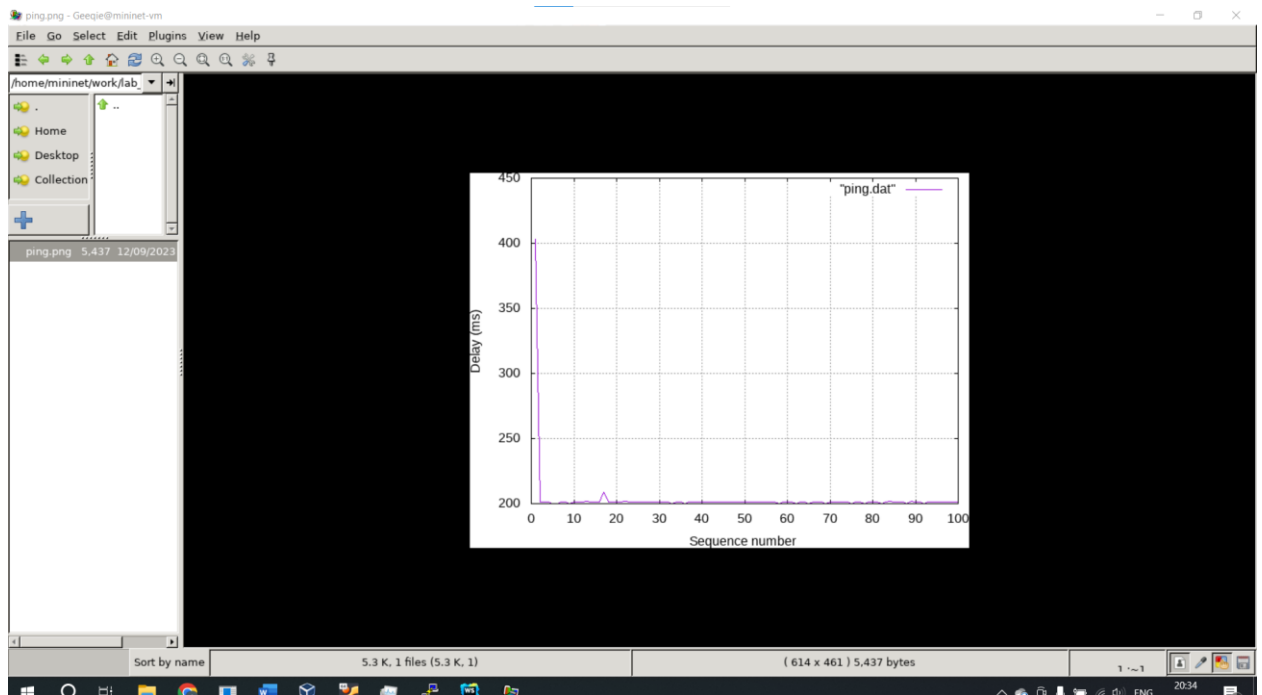 ping.png - Geeqie@mininet-vm
File Go Select Edit Plugins View Help
/home/mininet/work/lab_
.
..
Home
Desktop
Collection
ping.png 5,437 12/09/2023
450
"ping.dat"
400
350
300
250
200
Delay (ms)
0 10 20 30 40 50 60 70 80 90 100
Sequence number
Sort by name
5.3 K, 1 files (5.3 K, 1)
( 614 x 461 ) 5,437 bytes
1 :~1
ENG
20:34